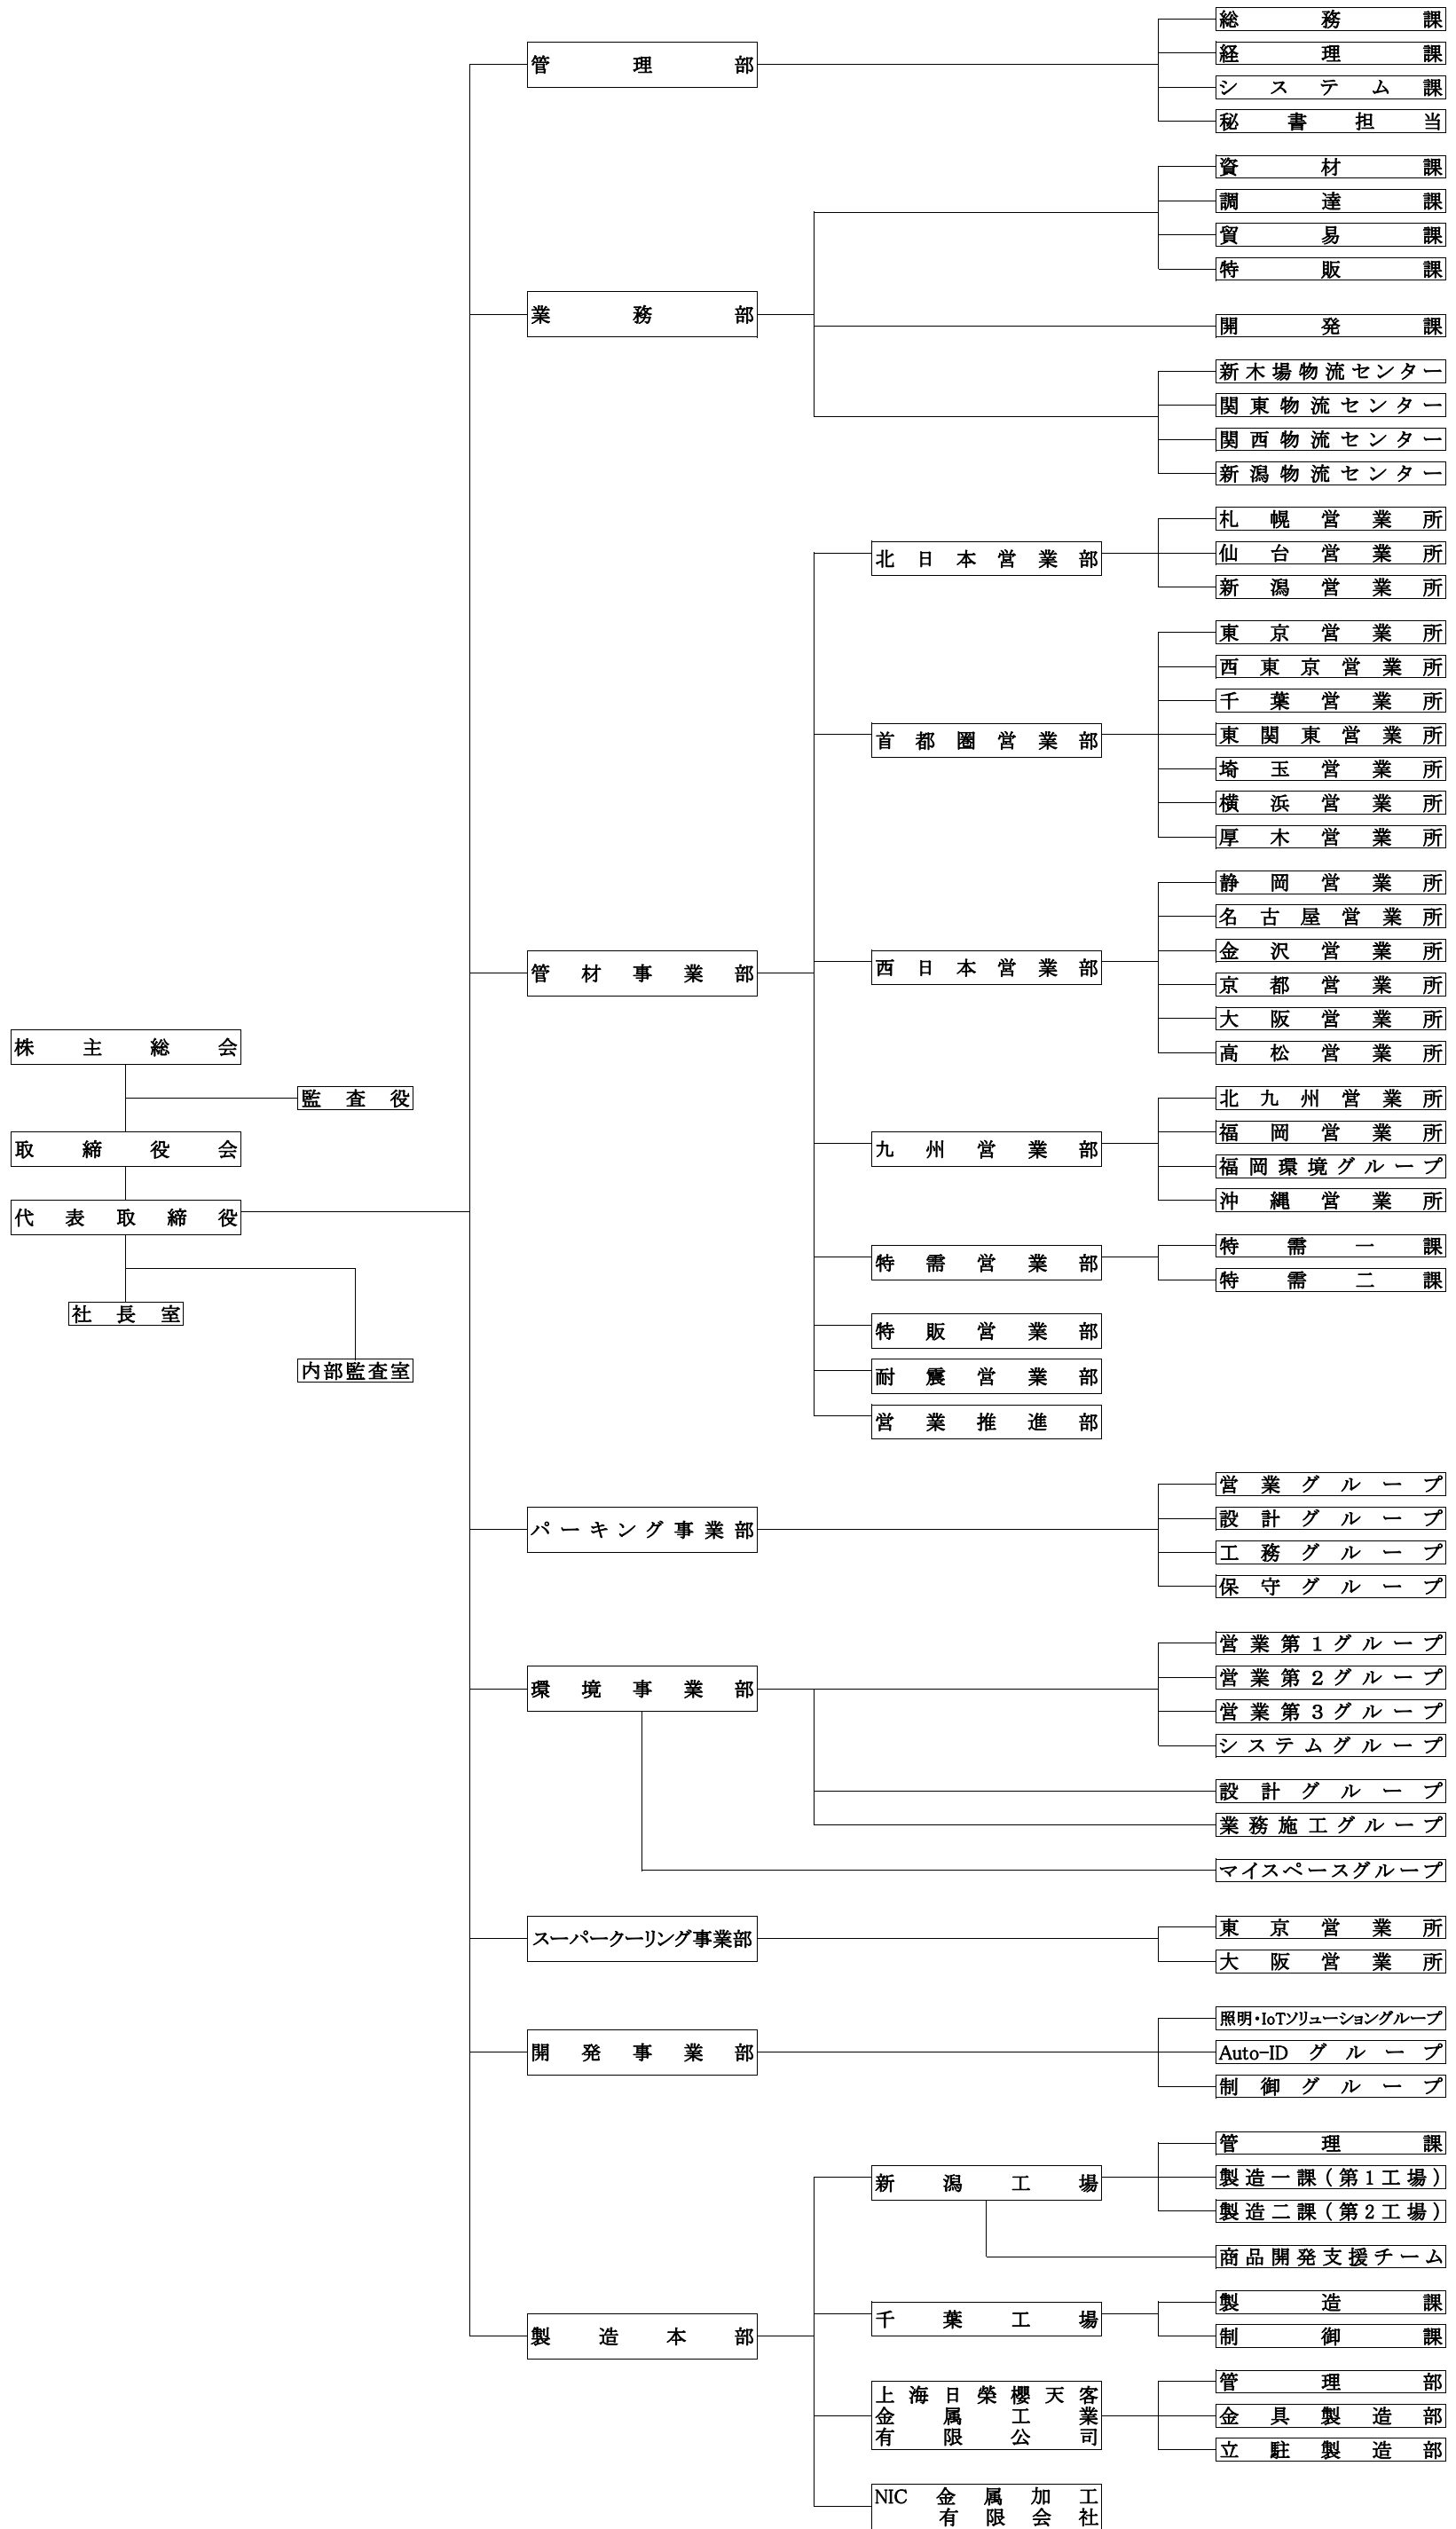 株主総会
監査役
取締役会
代表取締役
社長室
内部監査室
管理部
総務課
経理課
システム課
秘書担当
業務部
資材課
調達課
貿易課
特販課
開発課
新木場物流センター
関東物流センター
関西物流センター
新潟物流センター
管材事業部
北日本営業部
札幌営業所
仙台営業所
新潟営業所
首都圏営業部
東京営業所
西東京営業所
千葉営業所
東関東営業所
埼玉営業所
横浜営業所
厚木営業所
西日本営業部
静岡営業所
名古屋営業所
金沢営業所
京都営業所
大阪営業所
高松営業所
九州営業部
北九州営業所
福岡営業所
福岡環境グループ
沖縄営業所
特需営業部
特需一課
特需二課
特販営業部
耐震営業部
営業推進部
パーキング事業部
営業グループ
設計グループ
工務グループ
保守グループ
環境事業部
営業第1グループ
営業第2グループ
営業第3グループ
システムグループ
設計グループ
業務施工グループ
マイスペースグループ
スーパークーリング事業部
東京営業所
大阪営業所
開発事業部
照明・IoTソリューショングループ
Auto-IDグループ
制御グループ
製造本部
新潟工場
管理課
製造一課(第1工場)
製造二課(第2工場)
商品開発支援チーム
千葉工場
製造課
制御課
上海日榮櫻天客
金属工業
有限公司
管理部
金具製造部
立駐製造部
NIC 金属加工
有限会社